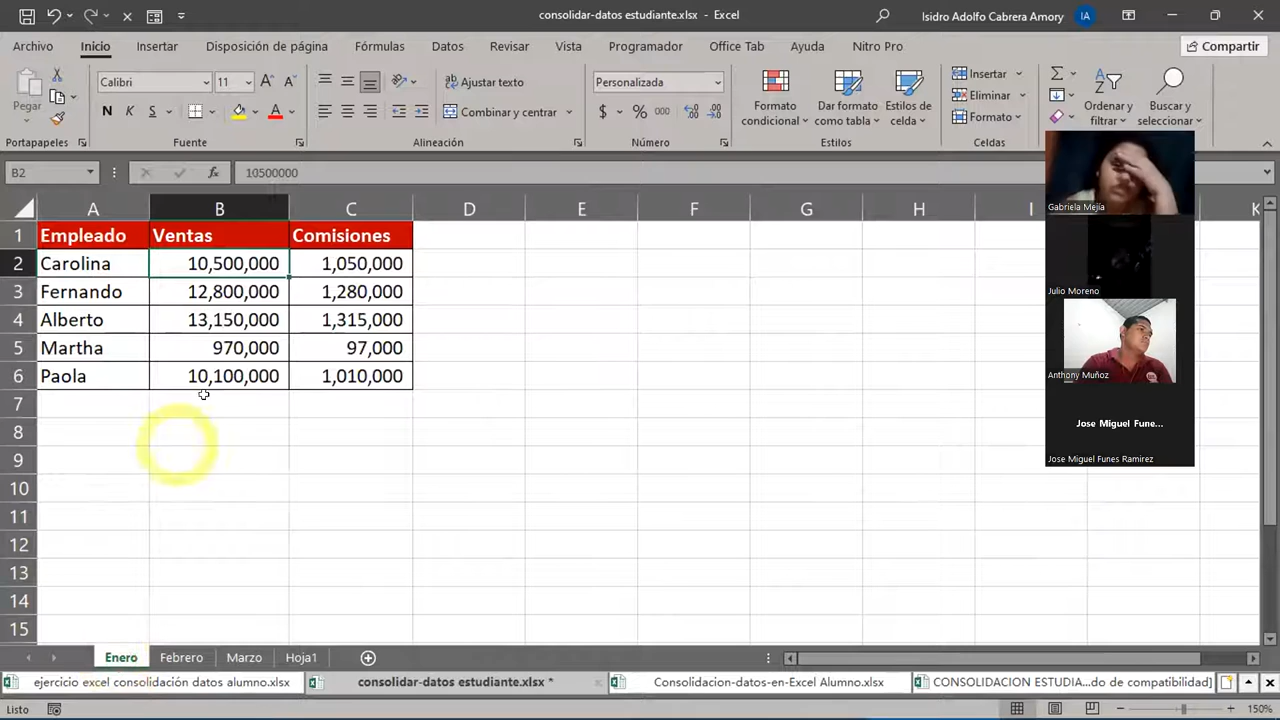 consolidar-datos estudiante.xlsx - Excel
Isidro Adolfo Cabrera Amory IA
Archivo Inicio Insertar Disposición de página Fórmulas Datos Revisar Vista Programador Office Tab Ayuda Nitro Pro Compartir
Pegar
Calibri 11
N K S
Ajustar texto
Combinar y centrar
Personalizada
$ % 000
Formato condicional
Dar formato como tabla
Estilos de celda
Insertar
Eliminar
Formato
Ordenar y filtrar
Buscar y seleccionar
Portapapeles Fuente Alineación Número Estilos Celdas
B2 fx 10500000
A B C D E F G H I K
1 Empleado Ventas Comisiones
2 Carolina 10,500,000 1,050,000
3 Fernando 12,800,000 1,280,000
4 Alberto 13,150,000 1,315,000
5 Martha 970,000 97,000
6 Paola 10,100,000 1,010,000
7
8
9
10
11
12
13
14
15
Gabriela Mejía
Julio Moreno
Anthony Muñoz
Jose Miguel Fune...
Jose Miguel Funes Ramirez
Enero Febrero Marzo Hoja1
ejercicio excel consolidación datos alumno.xlsx consolidar-datos estudiante.xlsx * Consolidacion-datos-en-Excel Alumno.xlsx CONSOLIDACION ESTUDIA...do de compatibilidad]
Listo 150%